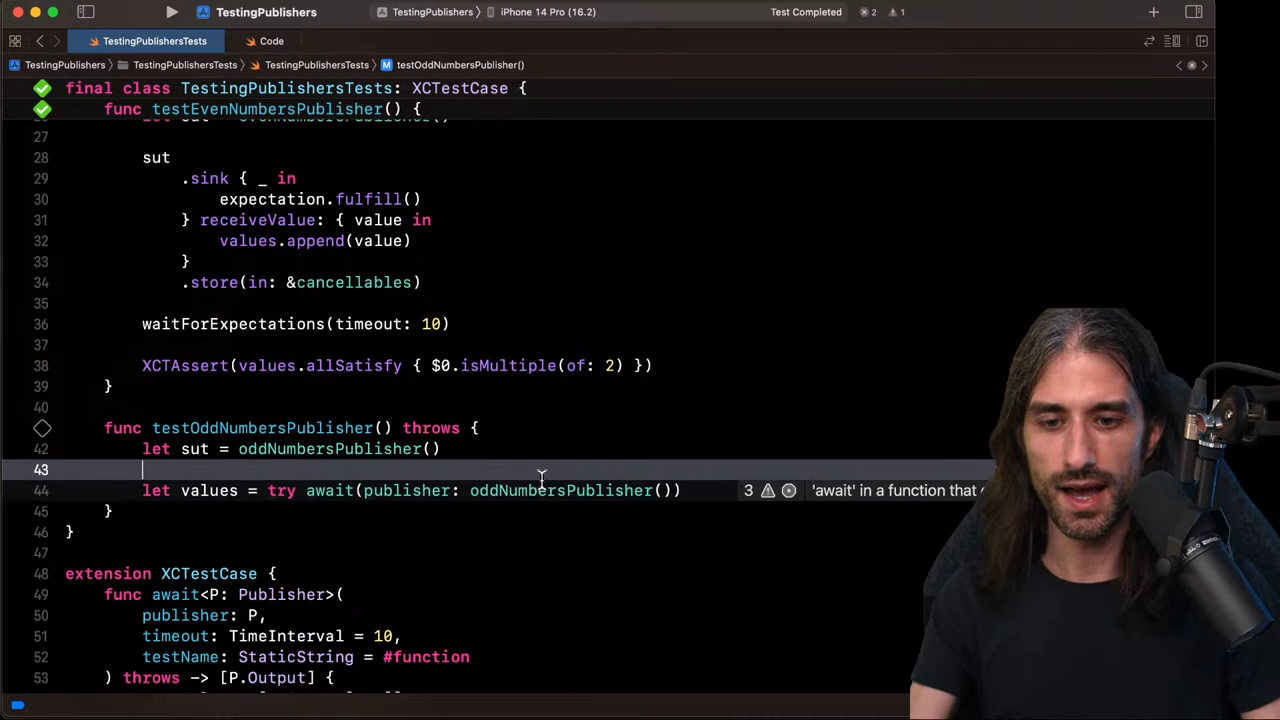 TestingPublishers
TestingPublishers
iPhone 14 Pro (16.2)
Test Completed
2
1
TestingPublishersTests
Code
TestingPublishers
TestingPublishersTests
TestingPublishersTests
M
testOddNumbersPublisher()
final class TestingPublishersTests: XCTestCase {
func testEvenNumbersPublisher() {
27
28 sut
29 .sink { _ in
30 expectation.fulfill()
31 } receiveValue: { value in
32 values.append(value)
33 }
34 .store(in: &cancellables)
35
36 waitForExpectations(timeout: 10)
37
38 XCTAssert(values.allSatisfy { $0.isMultiple(of: 2) })
39 }
40
func testOddNumbersPublisher() throws {
42 let sut = oddNumbersPublisher()
43
44 let values = try await(publisher: oddNumbersPublisher()) 3 'await' in a function that
45 }
46 }
47
48 extension XCTestCase {
49 func await<P: Publisher>(
50 publisher: P,
51 timeout: TimeInterval = 10,
52 testName: StaticString = #function
53 ) throws -> [P.Output] {